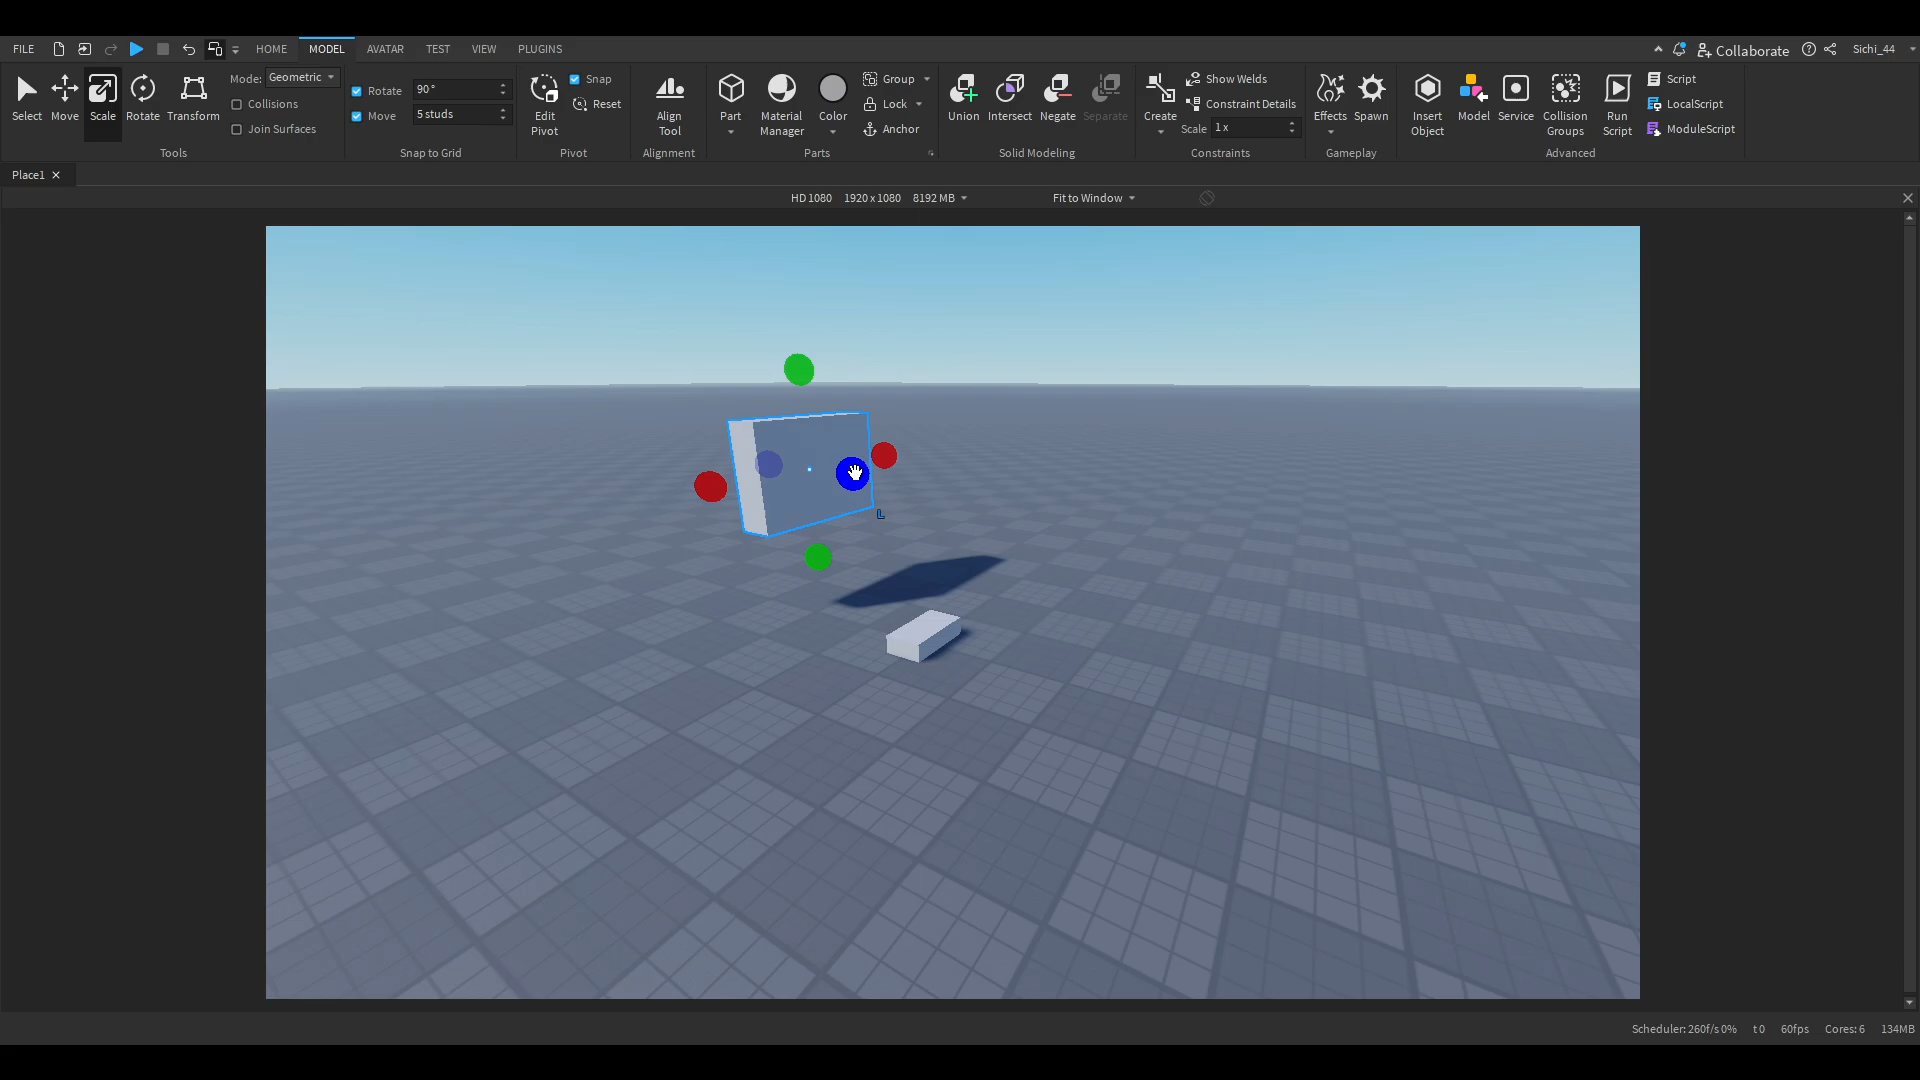 FILE HOME MODEL AVATAR TEST VIEW PLUGINS Collaborate Sichi_44
Select Move Scale Rotate Transform
Mode: Geometric
Collisions
Join Surfaces
Tools
Rotate 90°
Move 5 studs
Snap to Grid
Edit Pivot
Snap
Reset
Pivot
Align Tool
Alignment
Part Material Manager Color
Group
Lock
Anchor
Parts
Union Intersect Negate Separate
Solid Modeling
Create
Show Welds
Constraint Details
Scale 1 x
Constraints
Effects Spawn
Gameplay
Insert Object Model Service Collision Groups Run Script
Script
LocalScript
ModuleScript
Advanced
Place1
HD 1080 1920 x 1080 8192 MB Fit to Window
L
Scheduler: 260f/s 0% t 0 60fps Cores: 6 134MB